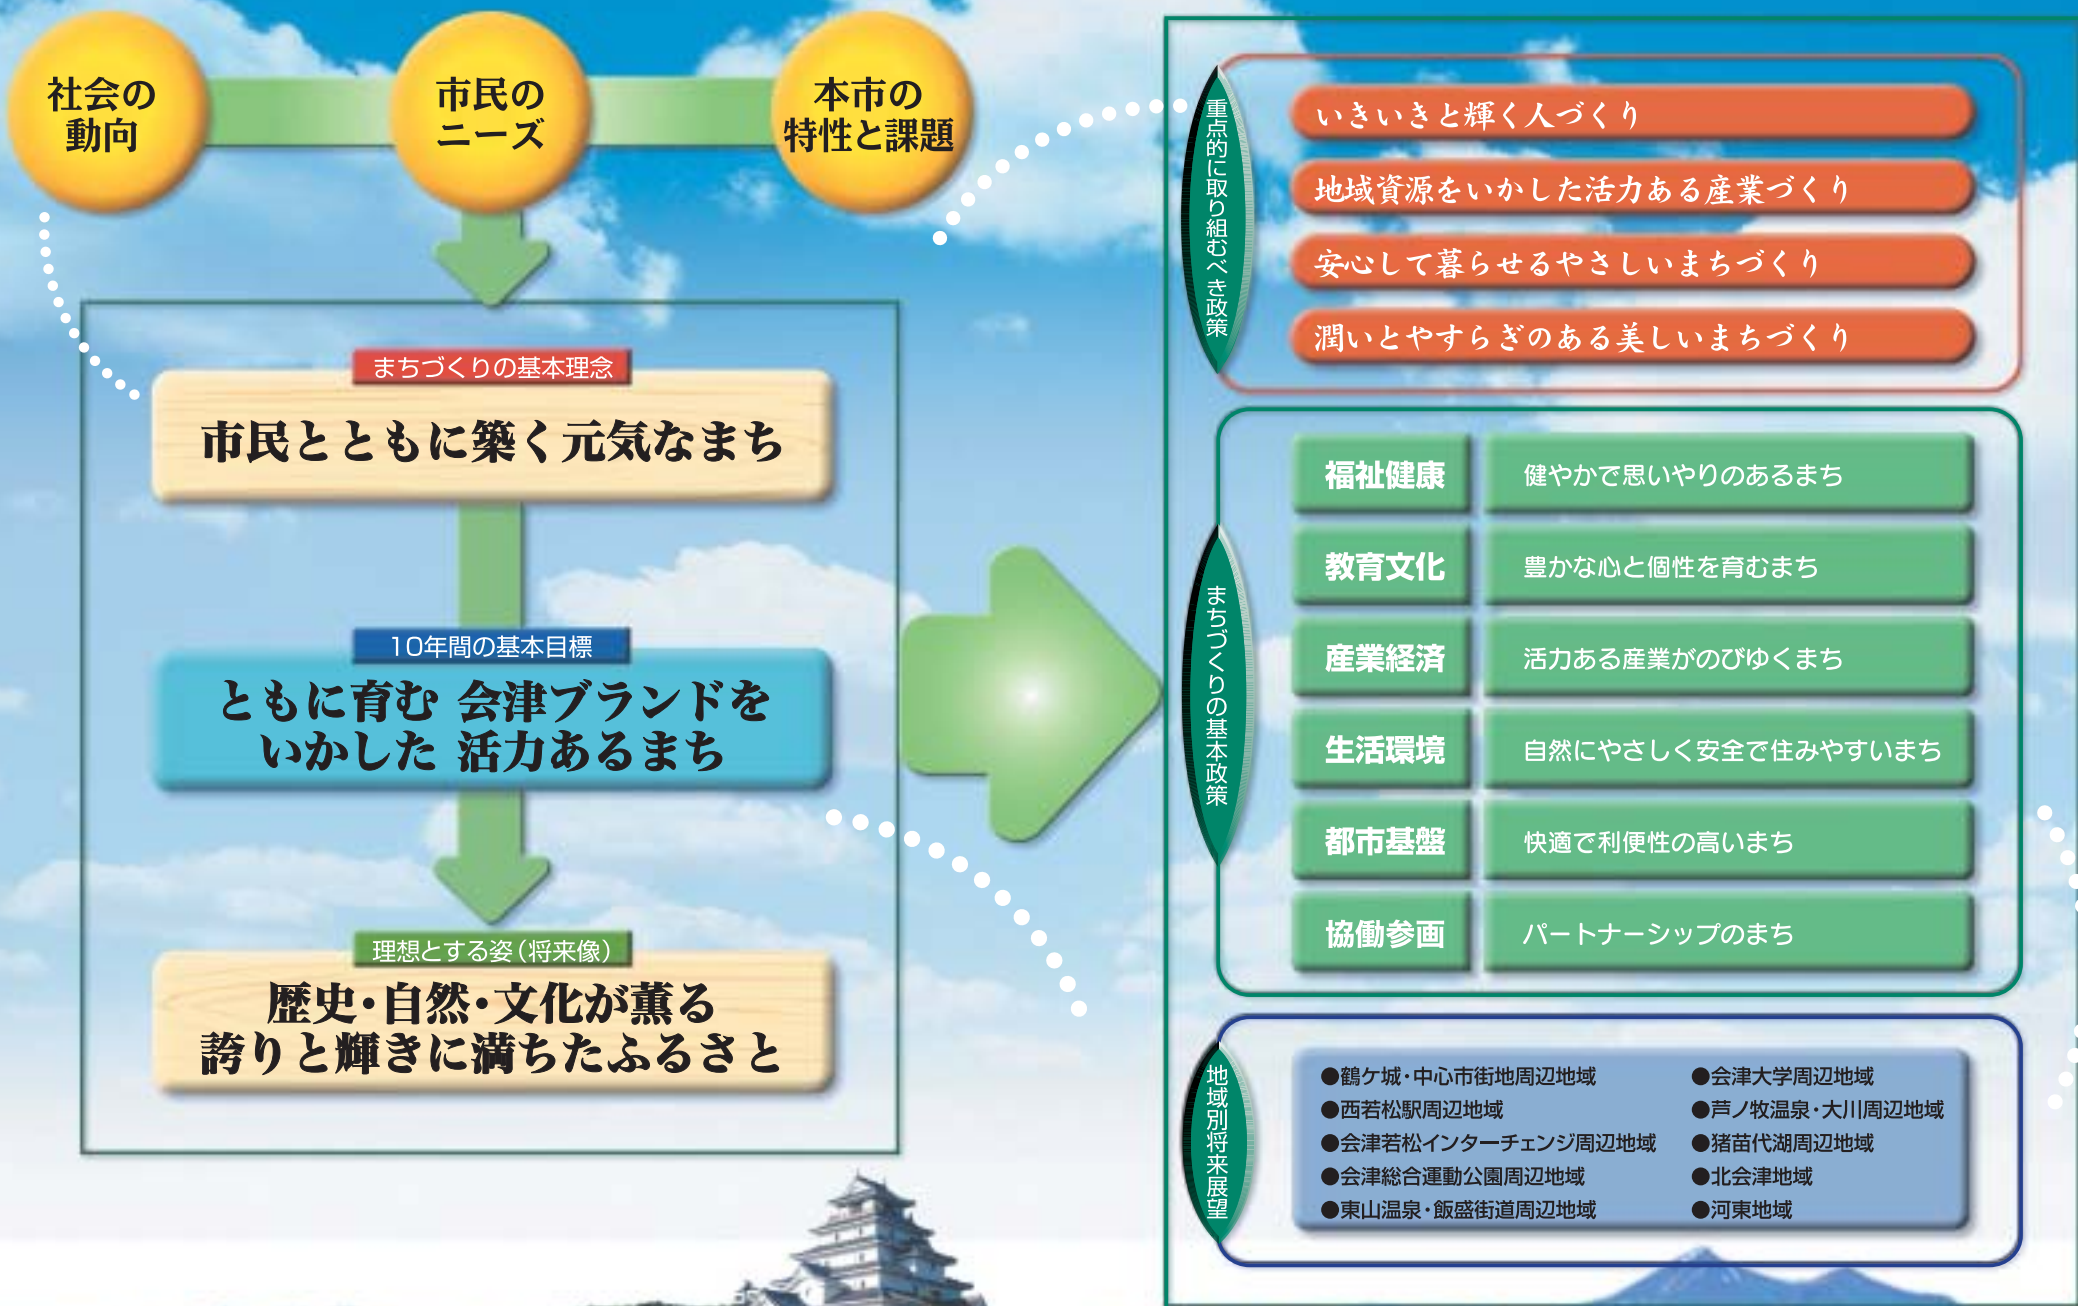 社会の
動向
市民の
ニーズ
本市の
特性と課題
まちづくりの基本理念
市民とともに築く元気なまち
10年間の基本目標
ともに育む 会津ブランドを
いかした 活力あるまち
理想とする姿（将来像）
歴史・自然・文化が薫る
誇りと輝きに満ちたふるさと
重点的に取り組むべき政策
いきいきと輝く人づくり
地域資源をいかした活力ある産業づくり
安心して暮らせるやさしいまちづくり
潤いとやすらぎのある美しいまちづくり
まちづくりの基本政策
福祉健康 健やかで思いやりのあるまち
教育文化 豊かな心と個性を育むまち
産業経済 活力ある産業がのびゆくまち
生活環境 自然にやさしく安全で住みやすいまち
都市基盤 快適で利便性の高いまち
協働参画 パートナーシップのまち
地域別将来展望
●鶴ケ城・中心市街地周辺地域
●西若松駅周辺地域
●会津若松インターチェンジ周辺地域
●会津総合運動公園周辺地域
●東山温泉・飯盛街道周辺地域
●会津大学周辺地域
●芦ノ牧温泉・大川周辺地域
●猪苗代湖周辺地域
●北会津地域
●河東地域